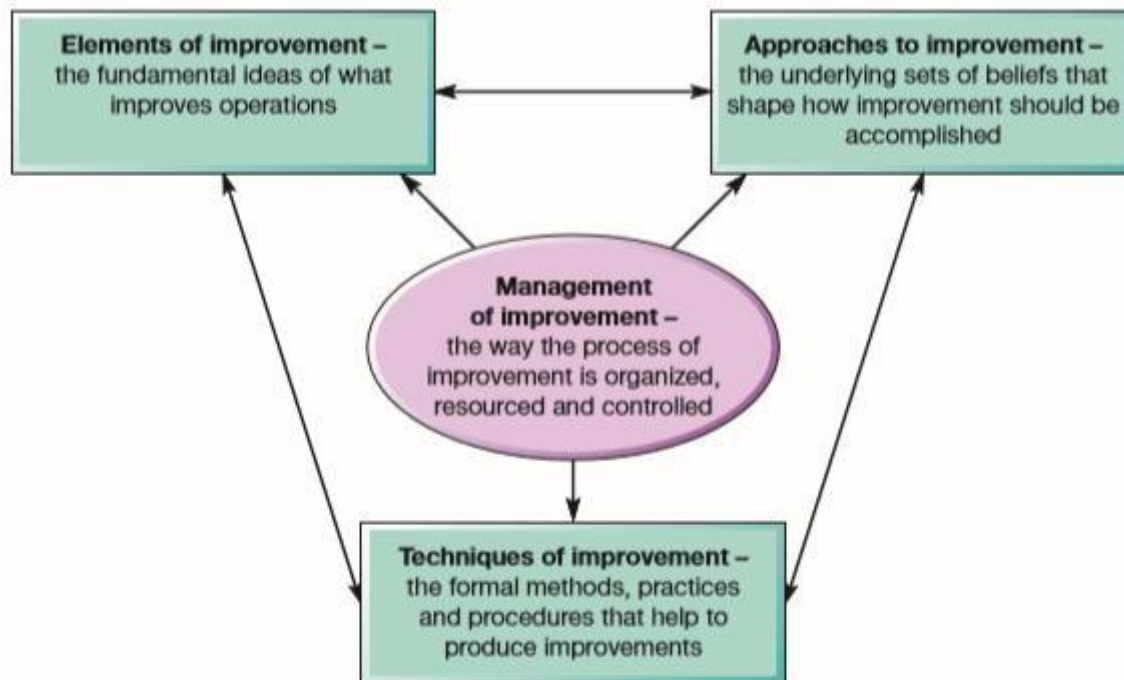 Elements of improvement –
the fundamental ideas of what
improves operations
Approaches to improvement –
the underlying sets of beliefs that
shape how improvement should be
accomplished
Management
of improvement –
the way the process of
improvement is organized,
resourced and controlled
Techniques of improvement –
the formal methods, practices
and procedures that help to
produce improvements